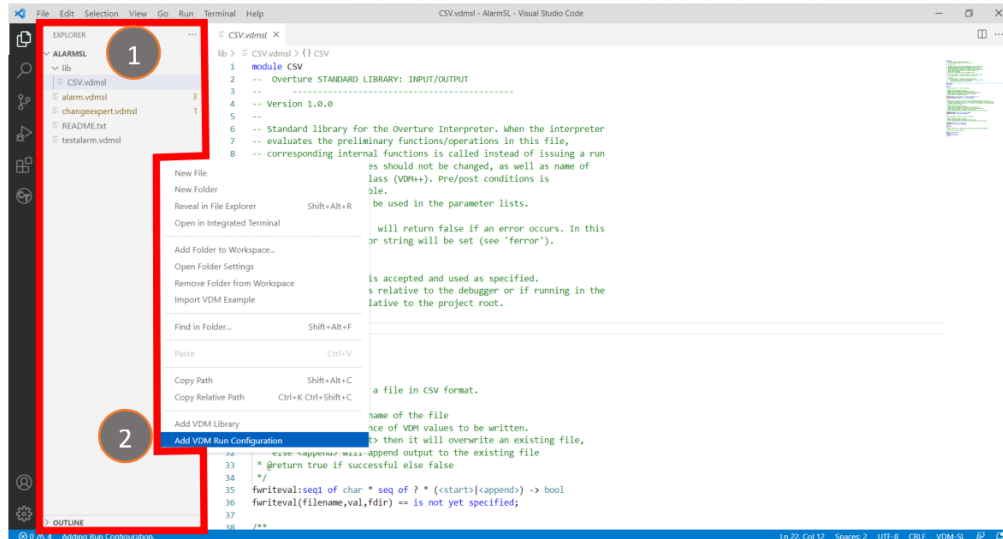 File Edit Selection View Go Run Terminal Help
CSV.vdmsl - AlarmSL - Visual Studio Code
EXPLORER
ALARMSL
lib
CSV.vdmsl
alarm.vdmsl 3
changeexpert.vdmsl 1
README.txt
testalarm.vdmsl
OUTLINE
1
2
New File
New Folder
Reveal in File Explorer Shift+Alt+R
Open in Integrated Terminal
Add Folder to Workspace...
Open Folder Settings
Remove Folder from Workspace
Import VDM Example
Find in Folder... Shift+Alt+F
Paste Ctrl+V
Copy Path Shift+Alt+C
Copy Relative Path Ctrl+K Ctrl+Shift+C
Add VDM Library
Add VDM Run Configuration
CSV.vdmsl
lib > CSV.vdmsl > {} CSV
1 module CSV
2 -- Overture STANDARD LIBRARY: INPUT/OUTPUT
3 -- --------------------------------------------
4 -- Version 1.0.0
5 --
6 -- Standard library for the Overture Interpreter. When the interpreter
7 -- evaluates the preliminary functions/operations in this file,
8 -- corresponding internal functions is called instead of issuing a run
es should not be changed, as well as name of
lass (VDM++). Pre/post conditions is
ble.
be used in the parameter lists.
will return false if an error occurs. In this
or string will be set (see 'ferror').
is accepted and used as specified.
s relative to the debugger or if running in the
lative to the project root.
a file in CSV format.
name of the file
nce of VDM values to be written.
t> then it will overwrite an existing file,
32 else <append> will append output to the existing file
33 * @return true if successful else false
34 */
35 fwriteval:seq1 of char * seq of ? * (<start>|<append>) -> bool
36 fwriteval(filename,val,fdir) == is not yet specified;
37
38 /**
0 4 Adding Run Configuration.
Ln 22, Col 12 Spaces: 2 UTF-8 CRLF VDM-SL